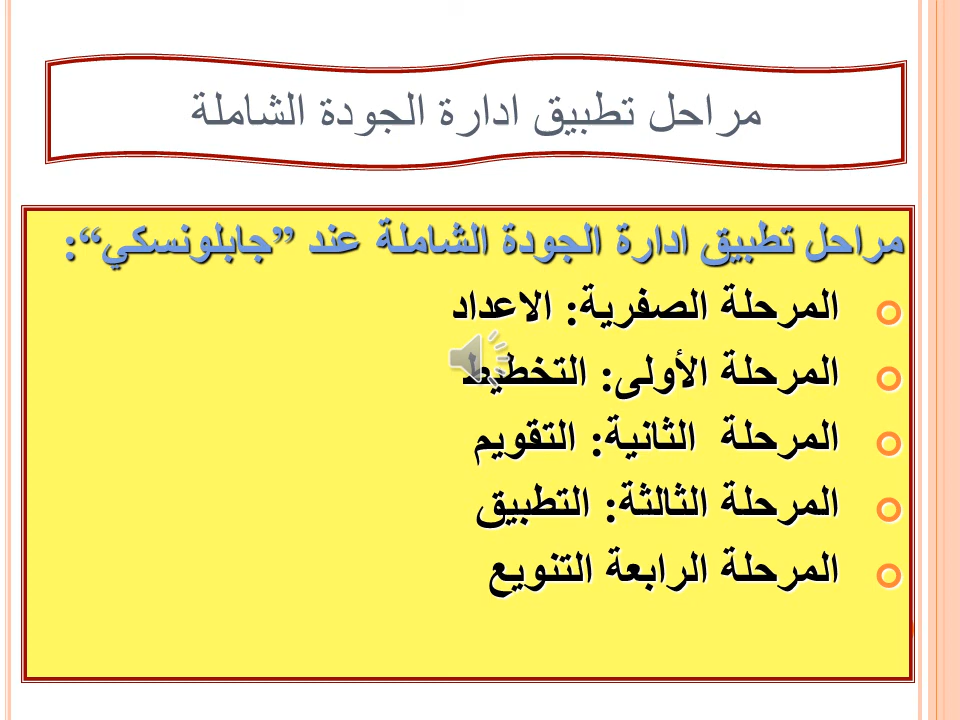 مراحل تطبيق ادارة الجودة الشاملة
مراحل تطبيق ادارة الجودة الشاملة عند ”جابلونسكي“:
المرحلة الصفرية: الاعداد
المرحلة الأولى: التخطيط
المرحلة الثانية: التقويم
المرحلة الثالثة: التطبيق
المرحلة الرابعة التنويع